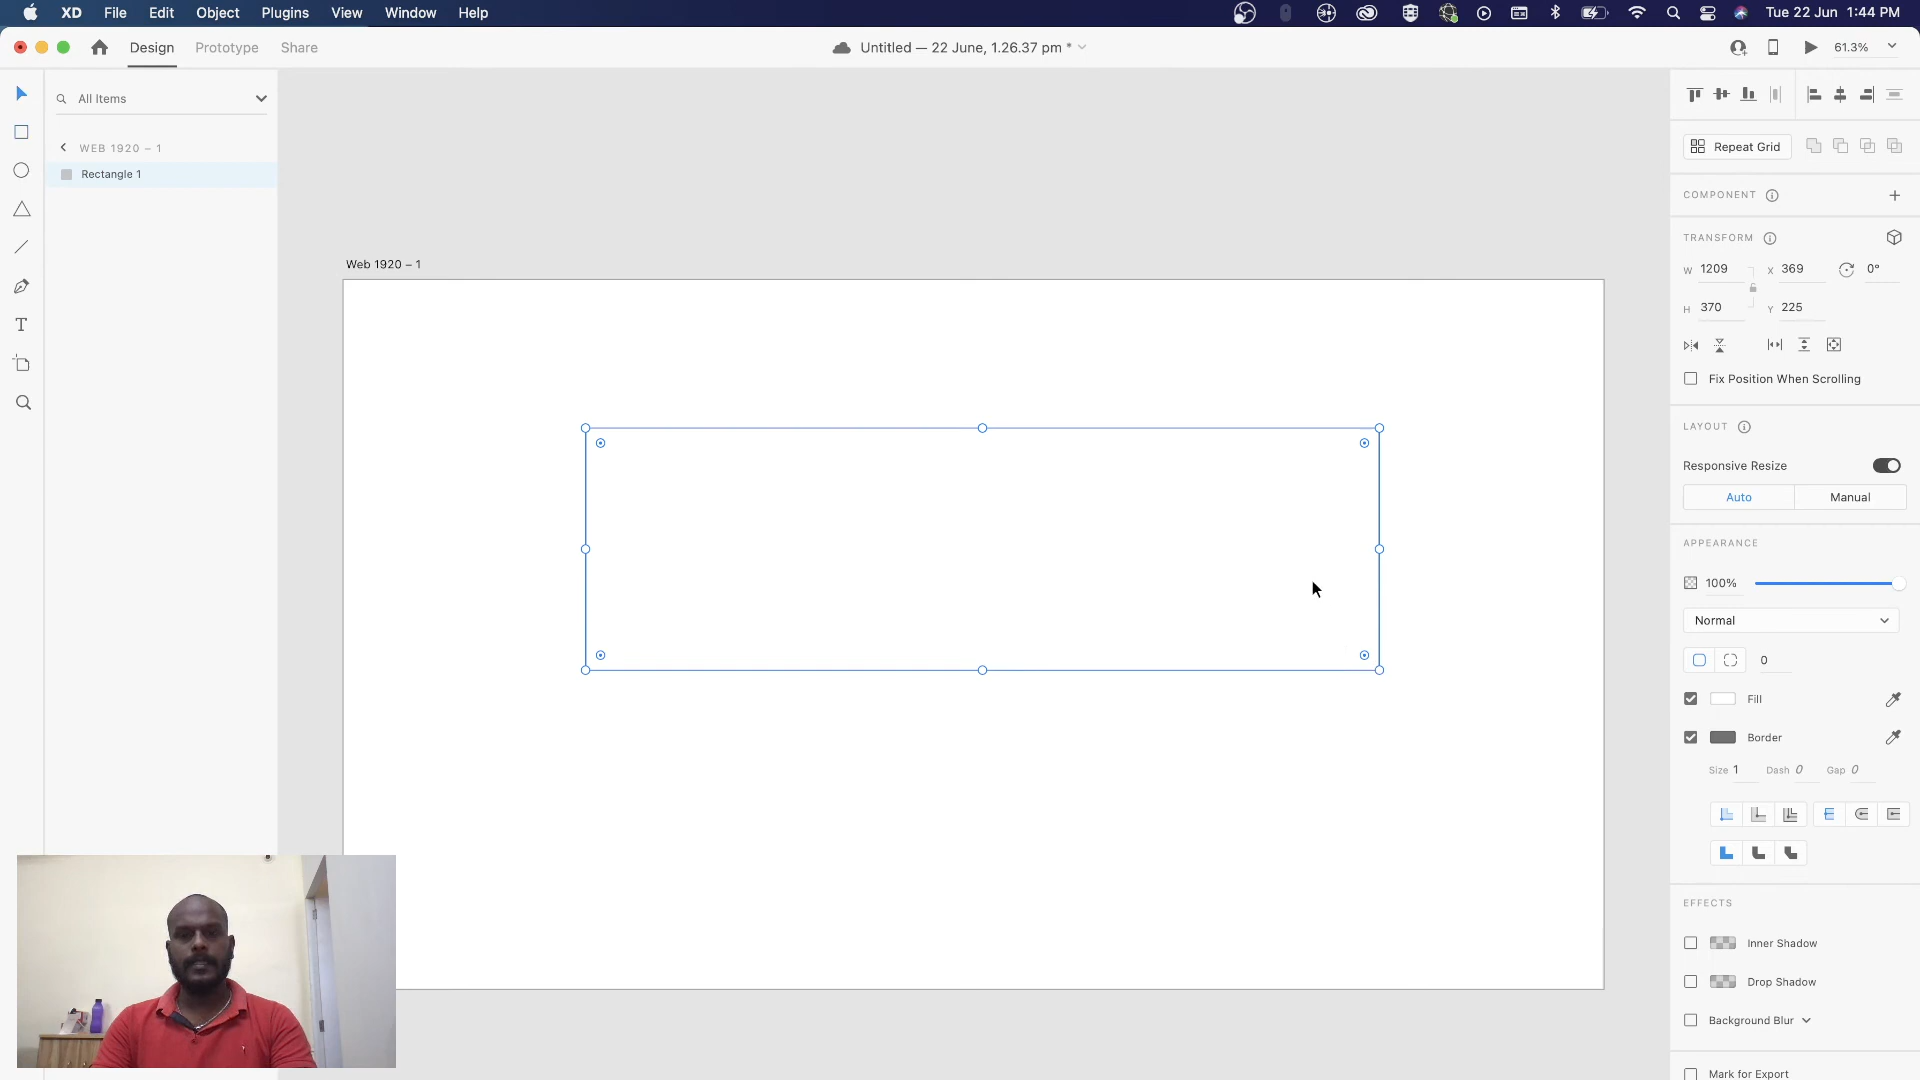 XD File Edit Object Plugins View Window Help
Tue 22 Jun 1:44 PM
Design Prototype Share
Untitled — 22 June, 1.26.37 pm *
61.3%
All Items
WEB 1920 – 1
Rectangle 1
Web 1920 – 1
Repeat Grid
COMPONENT
TRANSFORM
W 1209 X 369 0°
H 370 Y 225
Fix Position When Scrolling
LAYOUT
Responsive Resize
Auto Manual
APPEARANCE
100%
Normal
0
Fill
Border
Size 1 Dash 0 Gap 0
EFFECTS
Inner Shadow
Drop Shadow
Background Blur
Mark for Export